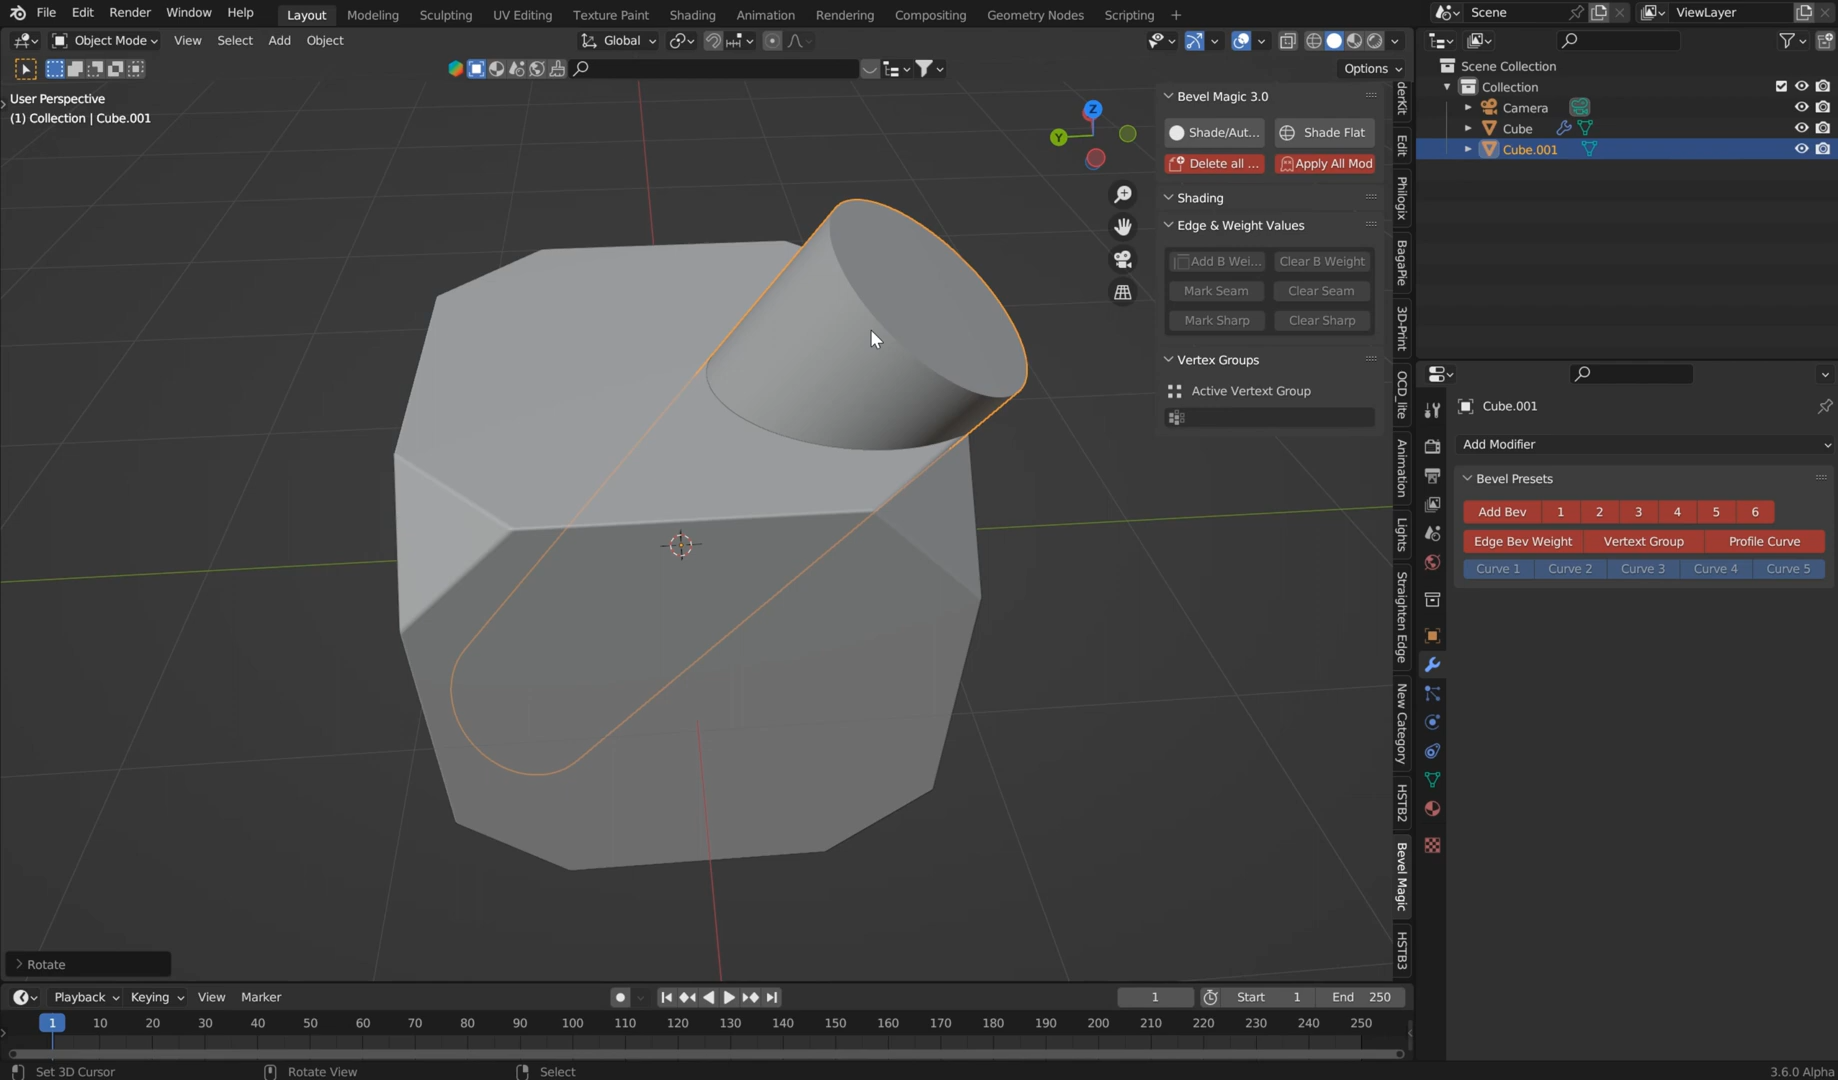 File Edit Render Window Help Layout Modeling Sculpting UV Editing Texture Paint Shading Animation Rendering Compositing Geometry Nodes Scripting Scene ViewLayer
Object Mode View Select Add Object Global
Options
User Perspective
(1) Collection | Cube.001
Z
Y
Bevel Magic 3.0
Shade/Aut... Shade Flat
Delete all ... Apply All Mod
Shading
Edge & Weight Values
Add B Wei... Clear B Weight
Mark Seam Clear Seam
Mark Sharp Clear Sharp
Vertex Groups
Active Vertext Group
derKit
Edit
Philogix
BagaPie
3D-Print
OCD_lite
Animation
Lights
Straighten Edge
New Category
HSTB2
Bevel Magic
HSTB3
Scene Collection
Collection
Camera
Cube
Cube.001
Cube.001
Add Modifier
Bevel Presets
Add Bev 1 2 3 4 5 6
Edge Bev Weight Vertext Group Profile Curve
Curve 1 Curve 2 Curve 3 Curve 4 Curve 5
Rotate
Playback Keying View Marker 1 Start 1 End 250
1 10 20 30 40 50 60 70 80 90 100 110 120 130 140 150 160 170 180 190 200 210 220 230 240 250
Set 3D Cursor Rotate View Select 3.6.0 Alpha